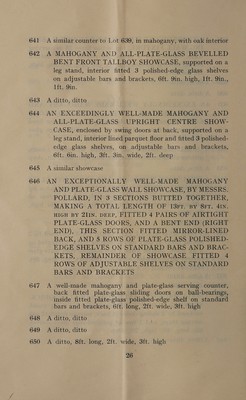 641 A similar counter to Lot 639, in mahogany, with oak interior
642 A MAHOGANY AND ALL-PLATE-GLASS BEVELLED
BENT FRONT TALLBOY SHOWCASE, supported on a
leg stand, interior fitted 3 polished-edge glass shelves
on adjustable bars and brackets, 6ft. 9in. high, 1ft. 9in.,
1ft. 9in.
643 A ditto, ditto
644 AN EXCEEDINGLY WELL-MADE MAHOGANY AND
ALL-PLATE-GLASS UPRIGHT CENTRE SHOW-
CASE, enclosed by swing doors at back, supported on a
leg stand, interior lined parquet floor and fitted 3 polished-
edge glass shelves, on adjustable bars and brackets,
6ft. 6in. high, 3ft. 3in. wide, 2ft. deep
645 A similar showcase
646 AN EXCEPTIONALLY WELL-MADE MAHOGANY
AND PLATE-GLASS WALL SHOWCASE, BY MESSRS.
POLLARD, IN 3 SECTIONS BUTTED TOGETHER,
MAKING A TOTAL LENGTH OF 13FT. BY 8FT. 4IN.
HIGH BY 21IN. DEEP, FITTED 4 PAIRS OF AIRTIGHT
PLATE-GLASS DOORS, AND A BENT END (RIGHT
END), THIS SECTION FITTED MIRROR-LINED
BACK, AND 8 ROWS OF PLATE-GLASS POLISHED-
EDGE SHELVES ON STANDARD BARS AND BRAC-
KETS, REMAINDER OF SHOWCASE FITTED 4
ROWS OF ADJUSTABLE SHELVES ON STANDARD
BARS AND BRACKETS
647 A well-made mahogany and plate-glass serving counter,
back fitted plate-glass sliding doors on ball-bearings,
inside fitted plate-glass polished-edge shelf on standard
bars and brackets, 6ft. long, 2ft. wide, 3ft. high
648 A ditto, ditto
649 A ditto, ditto
650 A ditto, 8ft. long, 2ft. wide, 3ft. high
26